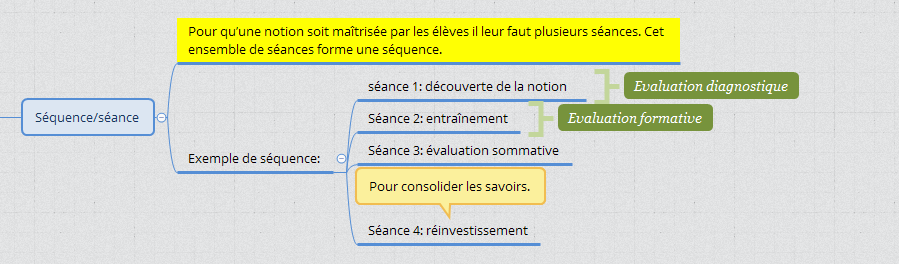 Pour qu'une notion soit maîtrisée par les élèves il leur faut plusieurs séances. Cet
ensemble de séances forme une séquence.
séance 1: découverte de la notion
Evaluation diagnostique
Séquence/séance
Séance 2: entraînement
Evaluation formative
Exemple de séquence:
Séance 3: évaluation sommative
Pour consolider les savoirs.
Séance 4: réinvestissement